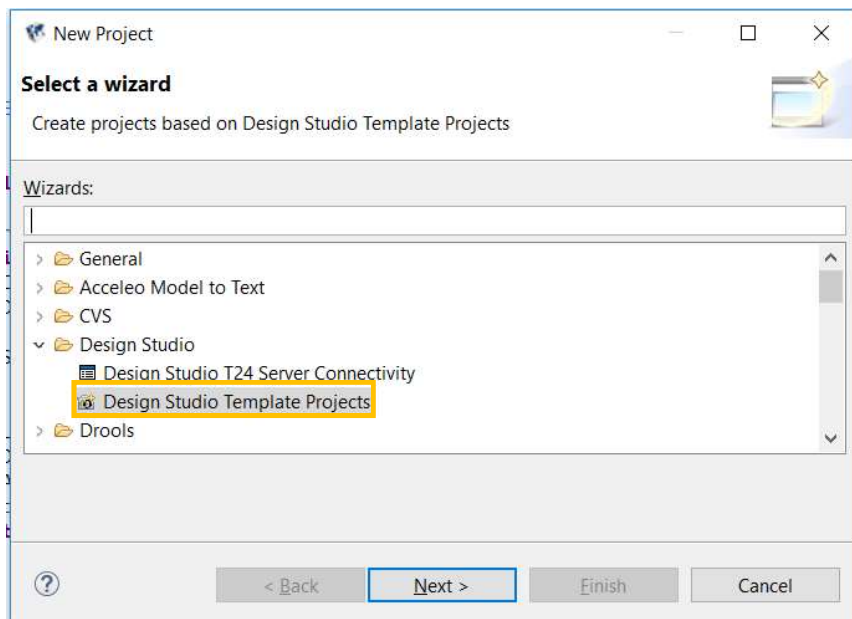 New Project
Select a wizard
Create projects based on Design Studio Template Projects
Wizards:
General
Acceleo Model to Text
CVS
Design Studio
Design Studio T24 Server Connectivity
Design Studio Template Projects
Drools
< Back Next > Finish Cancel